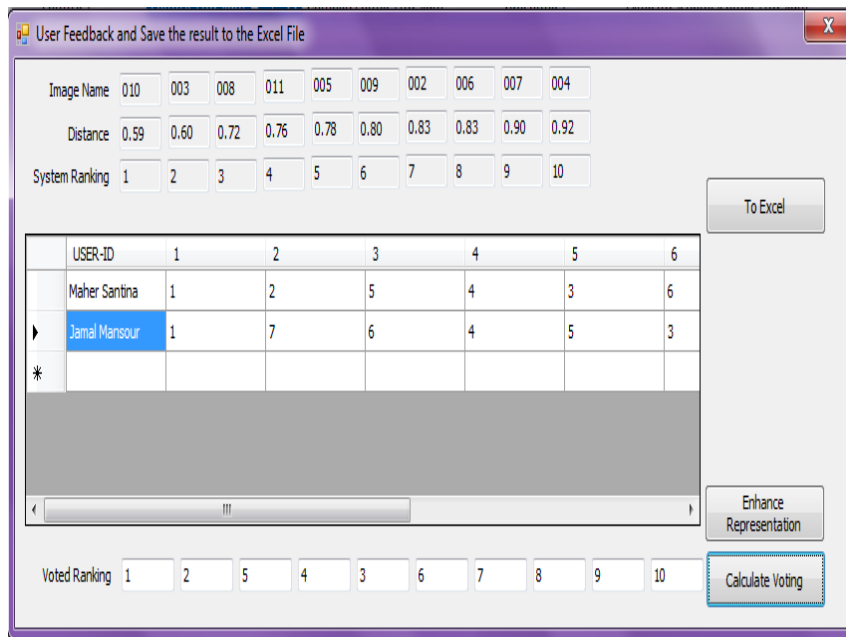 User Feedback and Save the result to the Excel File
X
Image Name 010 003 008 011 005 009 002 006 007 004
Distance 0.59 0.60 0.72 0.76 0.78 0.80 0.83 0.83 0.90 0.92
System Ranking 1 2 3 4 5 6 7 8 9 10
To Excel
USER-ID 1 2 3 4 5 6
Maher Santina 1 2 5 4 3 6
Jamal Mansour 1 7 6 4 5 3
Enhance
Representation
Voted Ranking 1 2 5 4 3 6 7 8 9 10
Calculate Voting